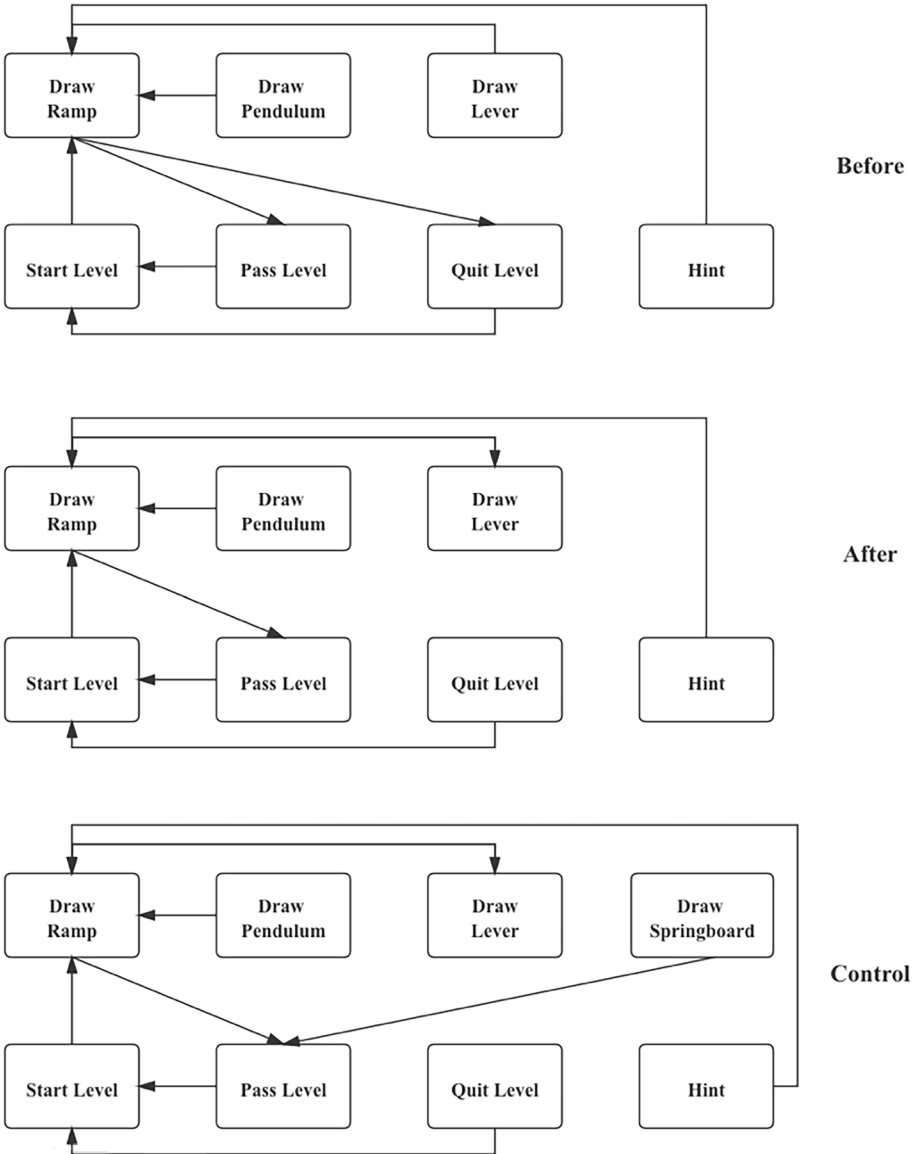 Draw
Ramp
Draw
Pendulum
Draw
Lever
Before
Start Level
Pass Level
Quit Level
Hint
Draw
Ramp
Draw
Pendulum
Draw
Lever
After
Start Level
Pass Level
Quit Level
Hint
Draw
Ramp
Draw
Pendulum
Draw
Lever
Draw
Springboard
Control
Start Level
Pass Level
Quit Level
Hint